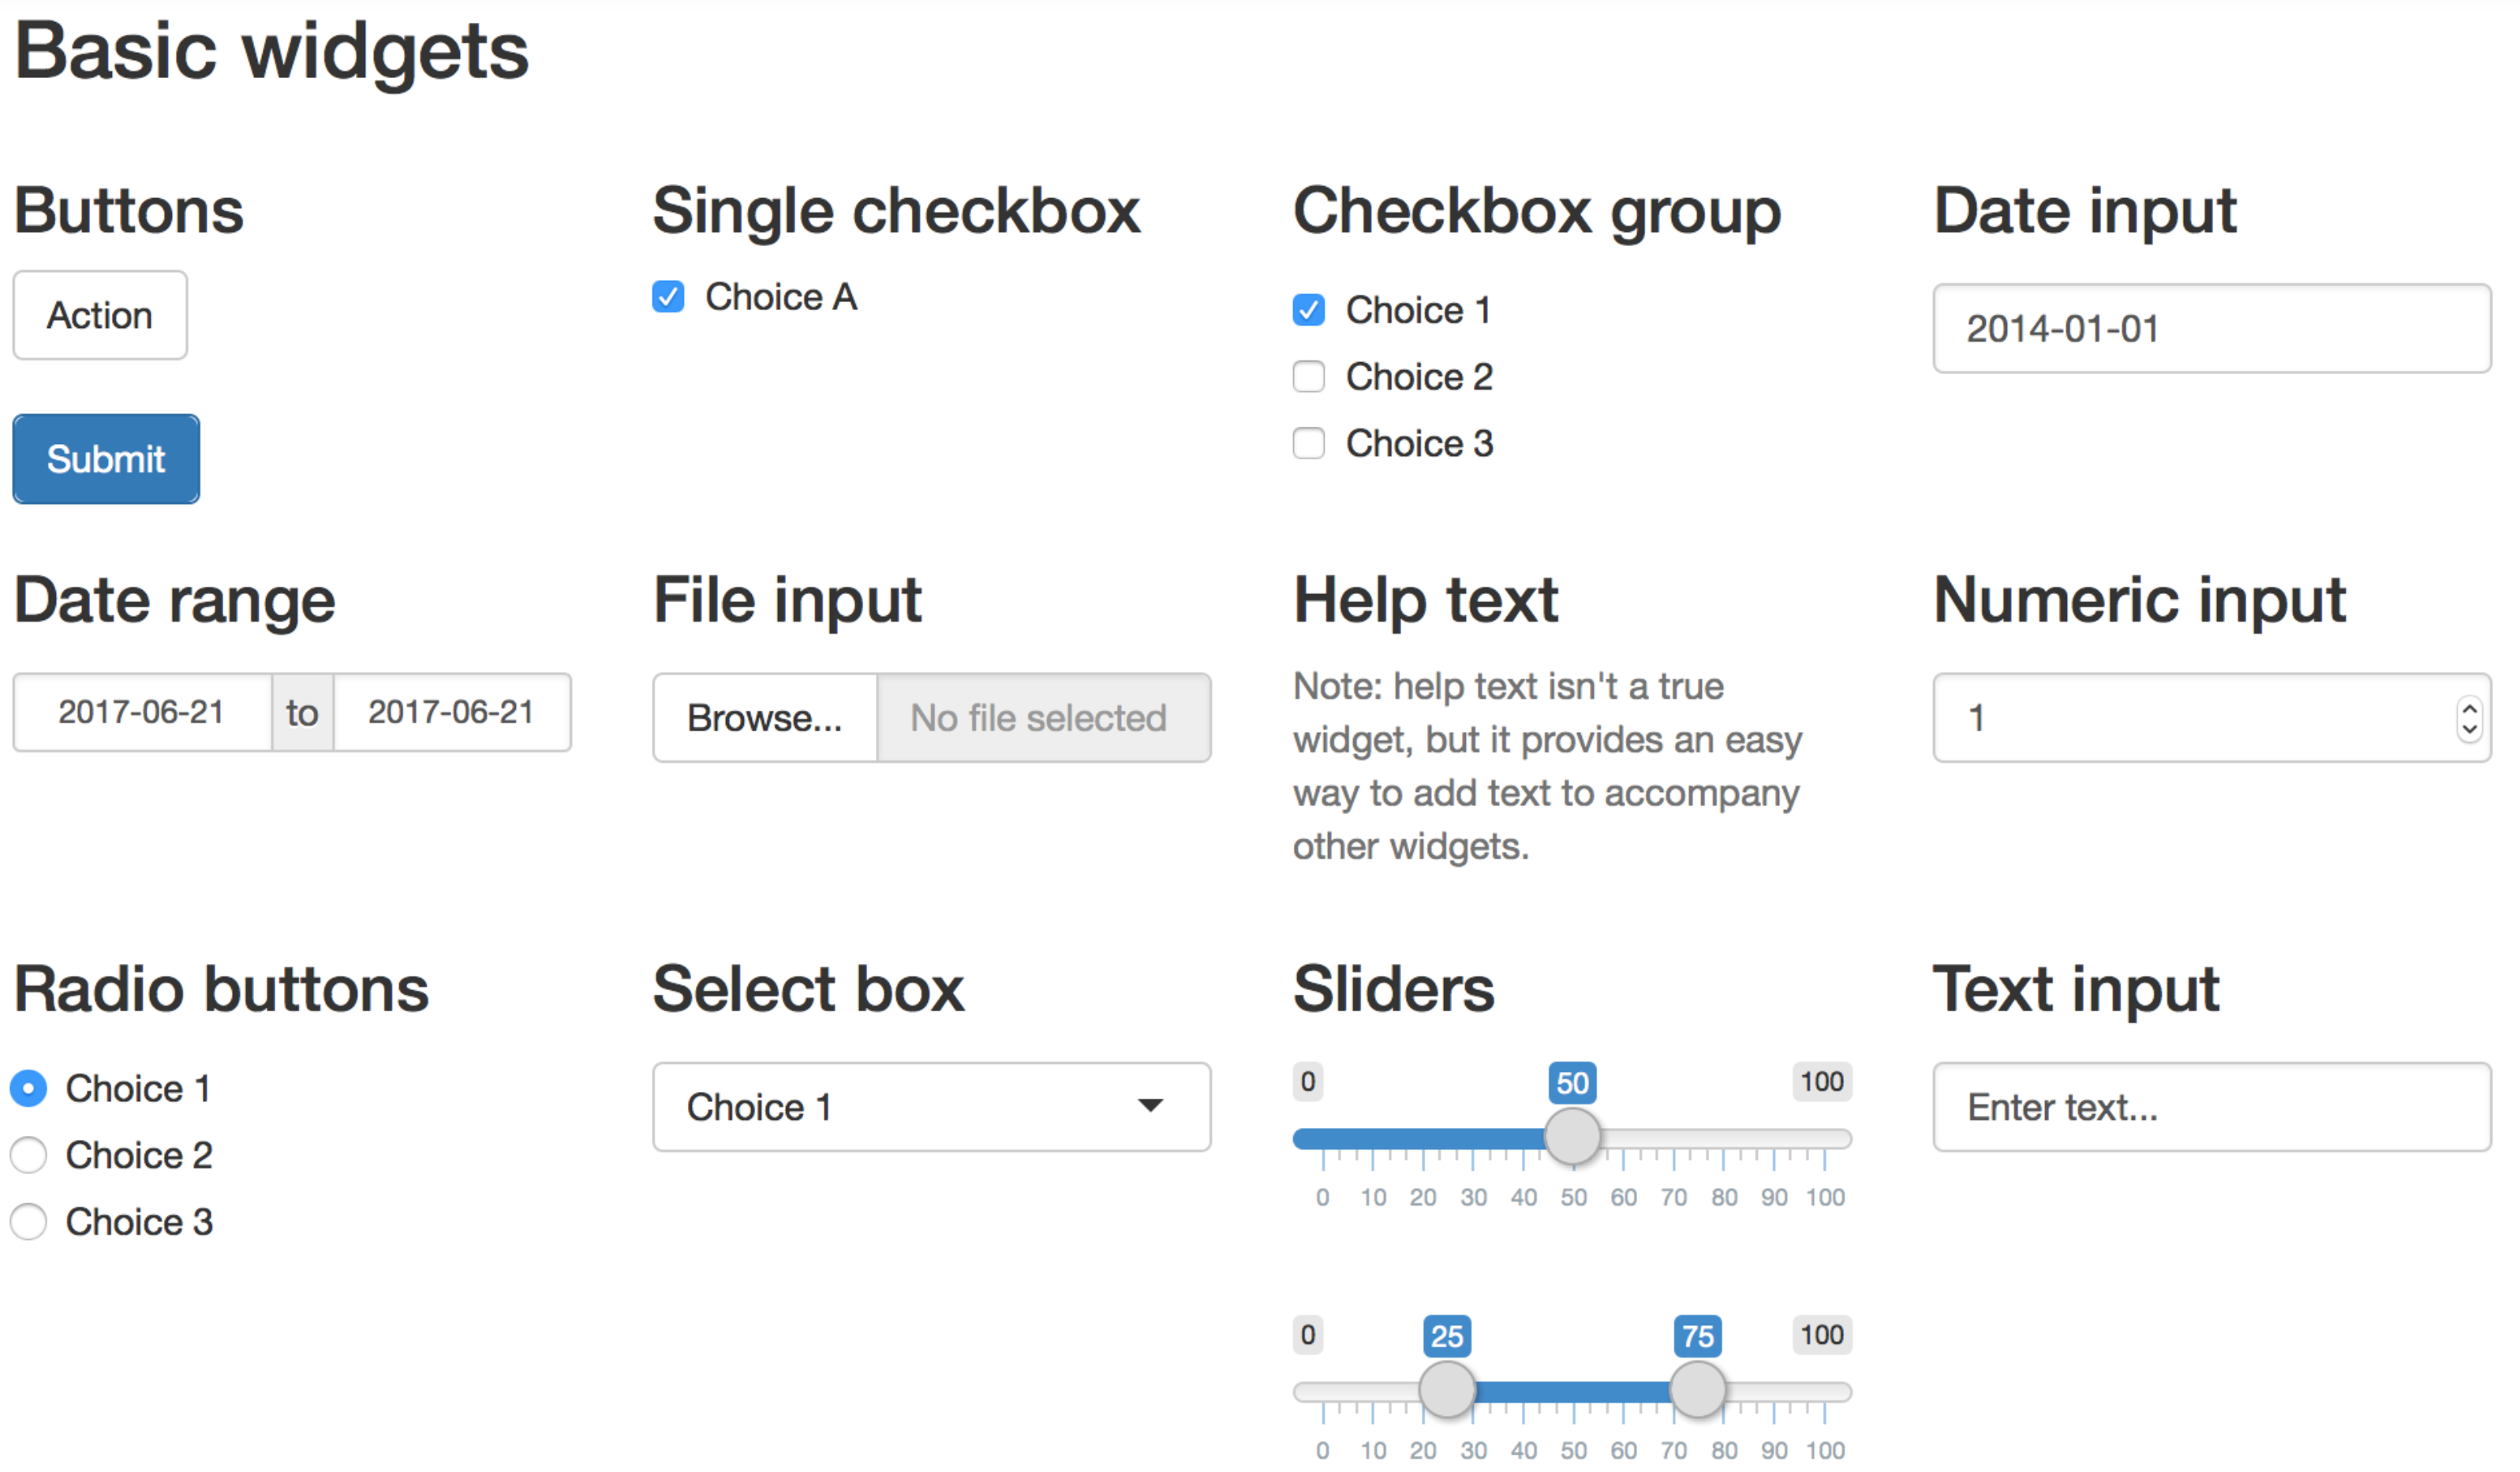 Basic widgets
Buttons
Action
Submit
Single checkbox
Choice A
Checkbox group
Choice 1
Choice 2
Choice 3
Date input
2014-01-01
Date range
2017-06-21 to 2017-06-21
File input
Browse... No file selected
Help text
Note: help text isn't a true
widget, but it provides an easy
way to add text to accompany
other widgets.
Numeric input
1
Radio buttons
Choice 1
Choice 2
Choice 3
Select box
Choice 1
Sliders
0 50 100
0 10 20 30 40 50 60 70 80 90 100
0 25 75 100
0 10 20 30 40 50 60 70 80 90 100
Text input
Enter text...